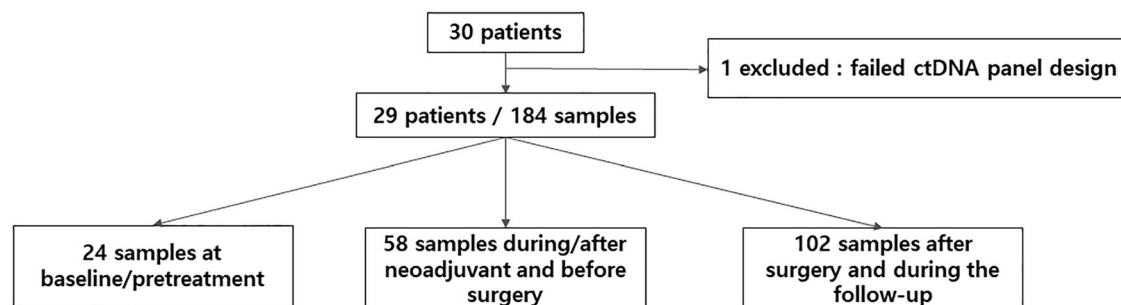 30 patients
1 excluded : failed ctDNA panel design
29 patients / 184 samples
24 samples at
baseline/pretreatment
58 samples during/after
neoadjuvant and before
surgery
102 samples after
surgery and during the
follow-up